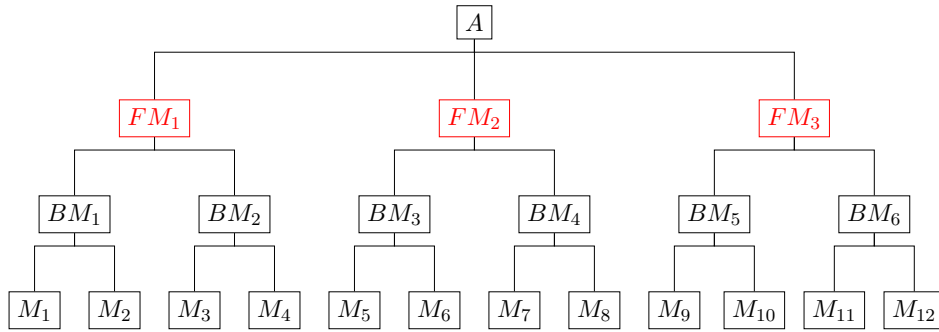 A
FM₁ FM₂ FM₃
BM₁ BM₂ BM₃ BM₄ BM₅ BM₆
M₁ M₂ M₃ M₄ M₅ M₆ M₇ M₈ M₉ M₁₀ M₁₁ M₁₂